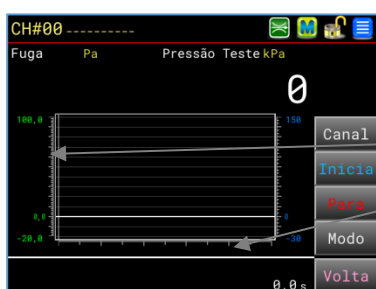 CH#00 ---------- M
Fuga Pa Pressão Teste kPa
0
100,0 150
Canal
Inicia
Para
0,0 0
Modo
-20,0 -30
Volta
0.0s